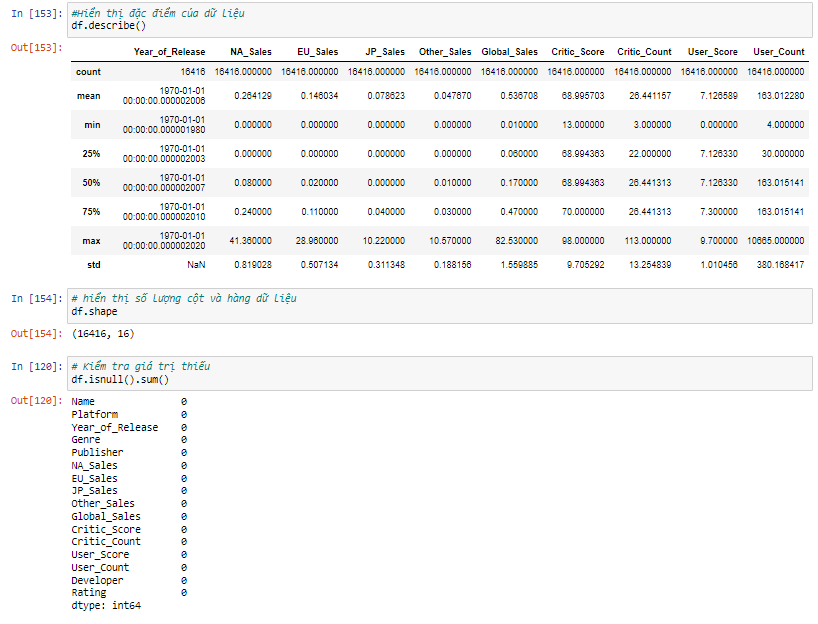 In [153]: #Hiển thị đặc điểm của dữ liệu
df.describe()
Out[153]:
Year_of_Release NA_Sales EU_Sales JP_Sales Other_Sales Global_Sales Critic_Score Critic_Count User_Score User_Count
count 16416 16416.000000 16416.000000 16416.000000 16416.000000 16416.000000 16416.000000 16416.000000 16416.000000 16416.000000
mean 1970-01-01 00:00:00.000002006 0.264129 0.146034 0.078623 0.047670 0.536708 68.995703 26.441157 7.126589 163.012280
min 1970-01-01 00:00:00.000001980 0.000000 0.000000 0.000000 0.000000 0.010000 13.000000 3.000000 0.000000 4.000000
25% 1970-01-01 00:00:00.000002003 0.000000 0.000000 0.000000 0.000000 0.060000 68.994363 22.000000 7.126330 30.000000
50% 1970-01-01 00:00:00.000002007 0.080000 0.020000 0.000000 0.010000 0.170000 68.994363 26.441313 7.126330 163.015141
75% 1970-01-01 00:00:00.000002010 0.240000 0.110000 0.040000 0.030000 0.470000 70.000000 26.441313 7.300000 163.015141
max 1970-01-01 00:00:00.000002020 41.360000 28.960000 10.220000 10.570000 82.530000 98.000000 113.000000 9.700000 10665.000000
std NaN 0.819028 0.507134 0.311348 0.188156 1.559885 9.705292 13.254839 1.010456 380.168417
In [154]: # hiển thị số lượng cột và hàng dữ liệu
df.shape
Out[154]: (16416, 16)
In [120]: # Kiểm tra giá trị thiếu
df.isnull().sum()
Out[120]: Name 0
Platform 0
Year_of_Release 0
Genre 0
Publisher 0
NA_Sales 0
EU_Sales 0
JP_Sales 0
Other_Sales 0
Global_Sales 0
Critic_Score 0
Critic_Count 0
User_Score 0
User_Count 0
Developer 0
Rating 0
dtype: int64